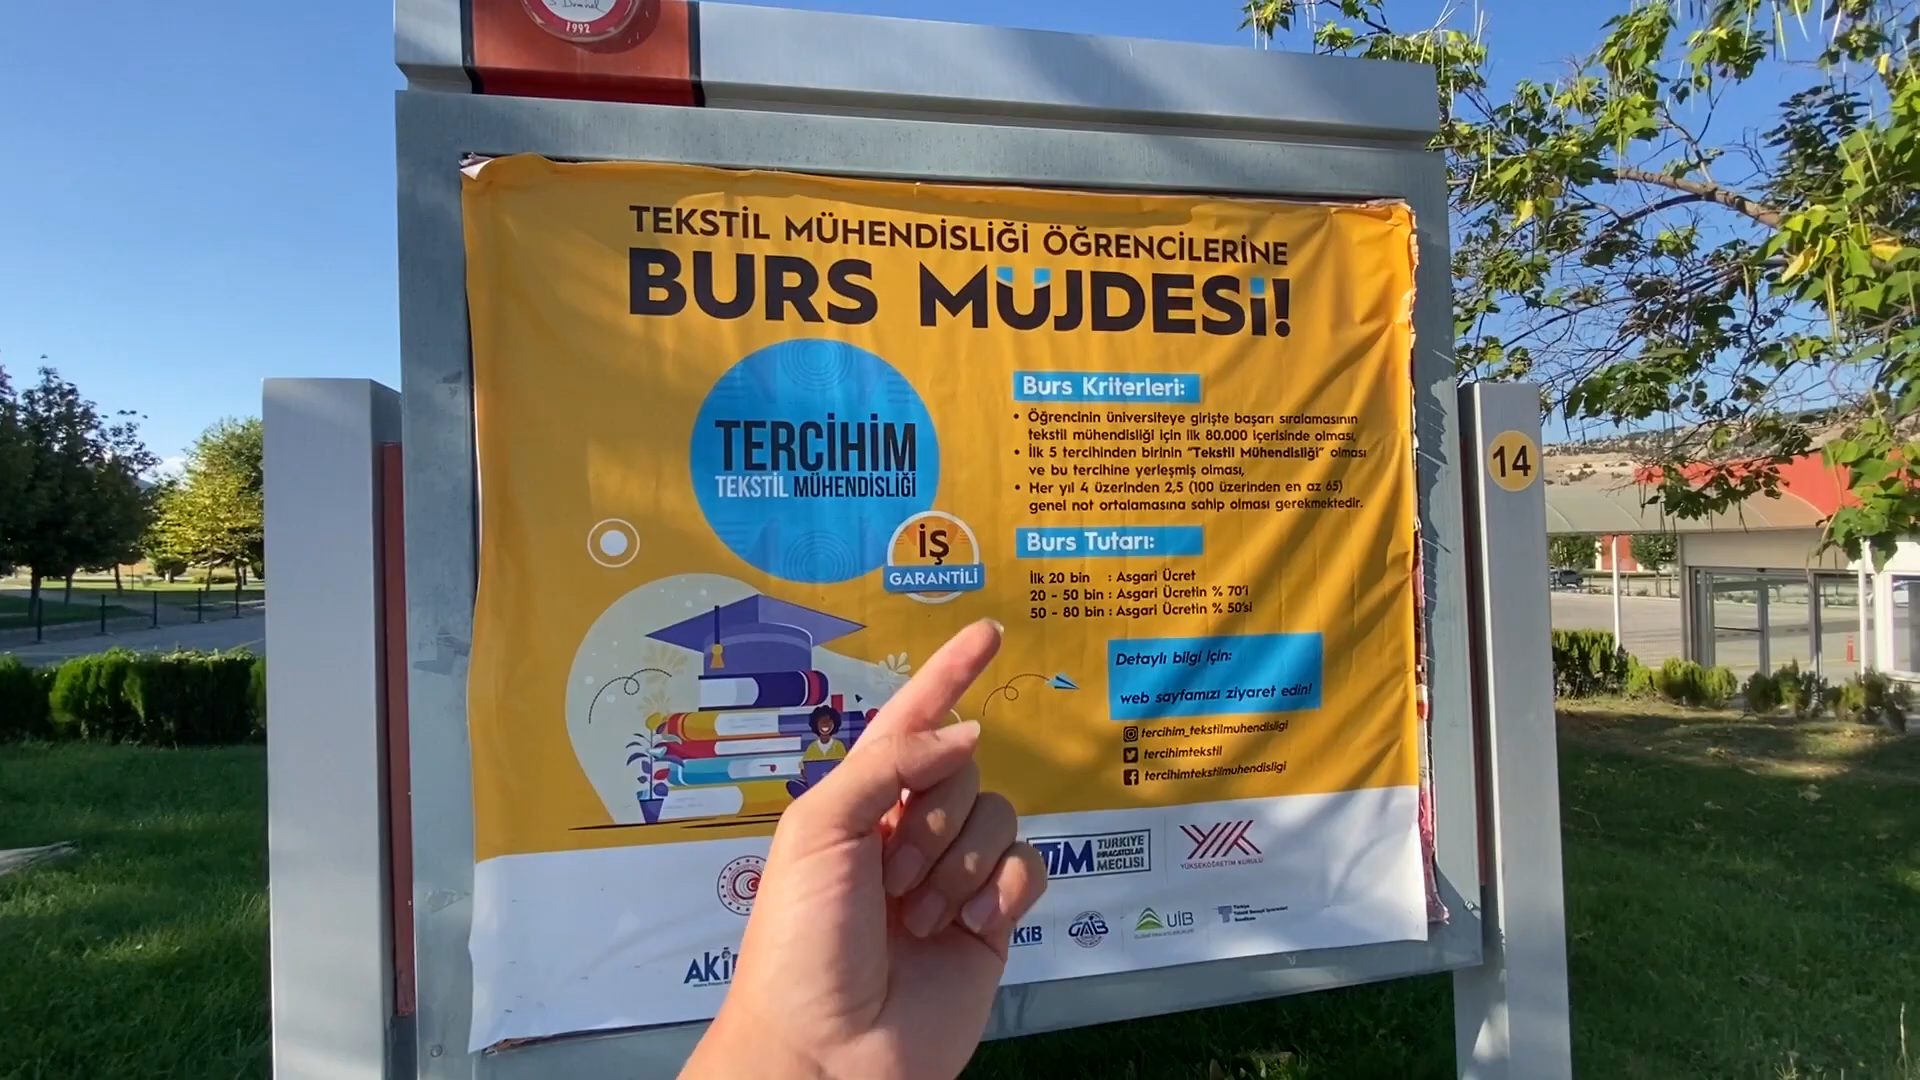 1992
TEKSTİL MÜHENDİSLİĞİ ÖĞRENCİLERİNE
BURS MÜJDESİ!
TERCİHİM
TEKSTİL MÜHENDİSLİĞİ
İŞ
GARANTİLİ
Burs Kriterleri:
• Öğrencinin üniversiteye girişte başarı sıralamasının
tekstil mühendisliği için ilk 80.000 içerisinde olması,
• İlk 5 tercihinden birinin "Tekstil Mühendisliği" olması
ve bu tercihine yerleşmiş olması,
• Her yıl 4 üzerinden 2,5 (100 üzerinden en az 65)
genel not ortalamasına sahip olması gerekmektedir.
Burs Tutarı:
İlk 20 bin : Asgari Ücret
20 - 50 bin : Asgari Ücretin % 70'i
50 - 80 bin : Asgari Ücretin % 50'si
Detaylı bilgi için:
web sayfamızı ziyaret edin!
tercihim_tekstilmuhendisligi
tercihimtekstil
tercihimtekstilmuhendisligi
14
TİM TÜRKİYE
İHRACATÇILAR
MECLİSİ
YÜKSEKÖĞRETİM KURULU
AKİ
KİB
GAİB
UİB